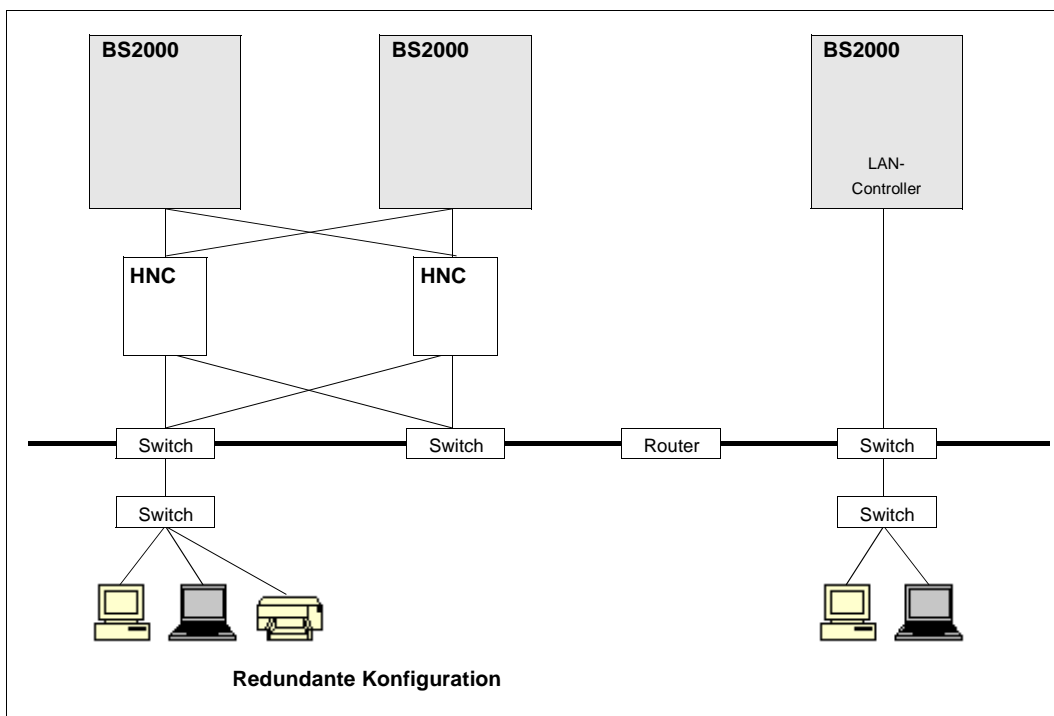 BS2000
BS2000
BS2000
LAN-
Controller
HNC
HNC
Switch
Switch
Router
Switch
Switch
Switch
Redundante Konfiguration